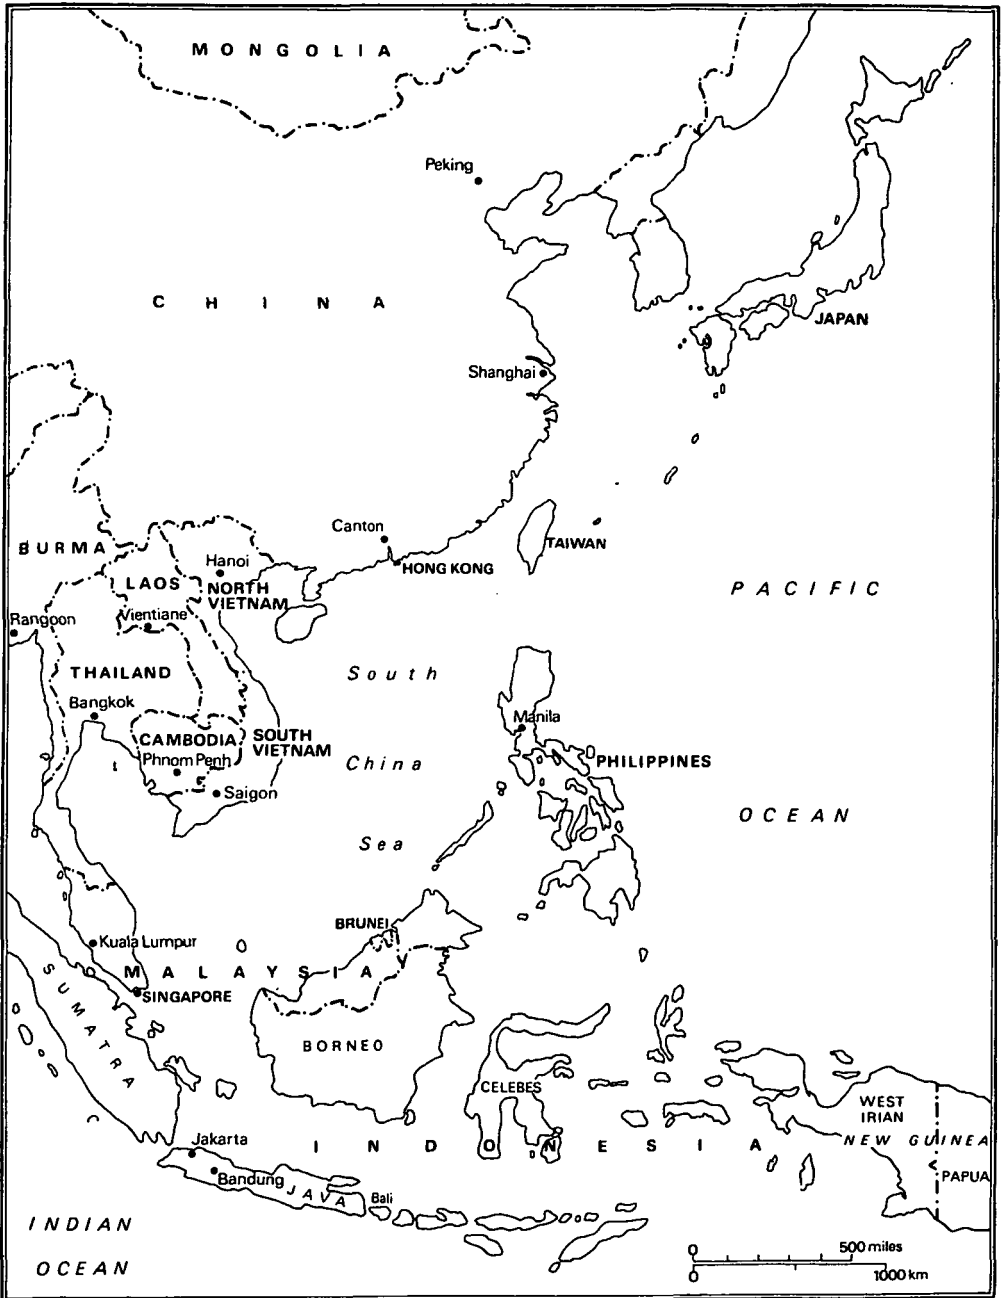 MONGOLIA
Peking
CHINA
JAPAN
Shanghai
Canton
HONG KONG
TAIWAN
BURMA
Hanoi
LAOS
NORTH
VIETNAM
PACIFIC
Rangoon
Vientiane
THAILAND
South
Bangkok
Manila
CAMBODIA
SOUTH
VIETNAM
Phnom Penh
China
PHILIPPINES
Saigon
OCEAN
Sea
BRUNEI
Kuala Lumpur
MALAYSIA
SINGAPORE
SUMATRA
BORNEO
CELEBES
WEST
IRIAN
Jakarta
INDONESIA
NEW GUINEA
Bandung
JAVA
Bali
PAPUA
INDIAN
OCEAN
0 500 miles
0 1000 km